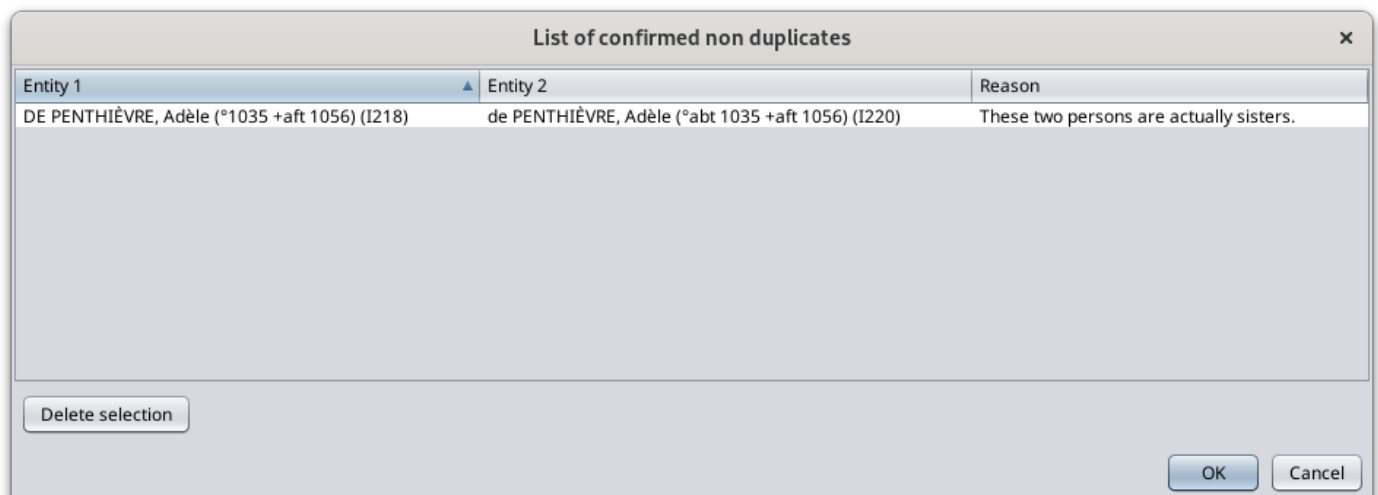 List of confirmed non duplicates
Entity 1 Entity 2 Reason
DE PENTHIÈVRE, Adèle (°1035 +aft 1056) (I218) de PENTHIÈVRE, Adèle (°abt 1035 +aft 1056) (I220) These two persons are actually sisters.
Delete selection
OK Cancel